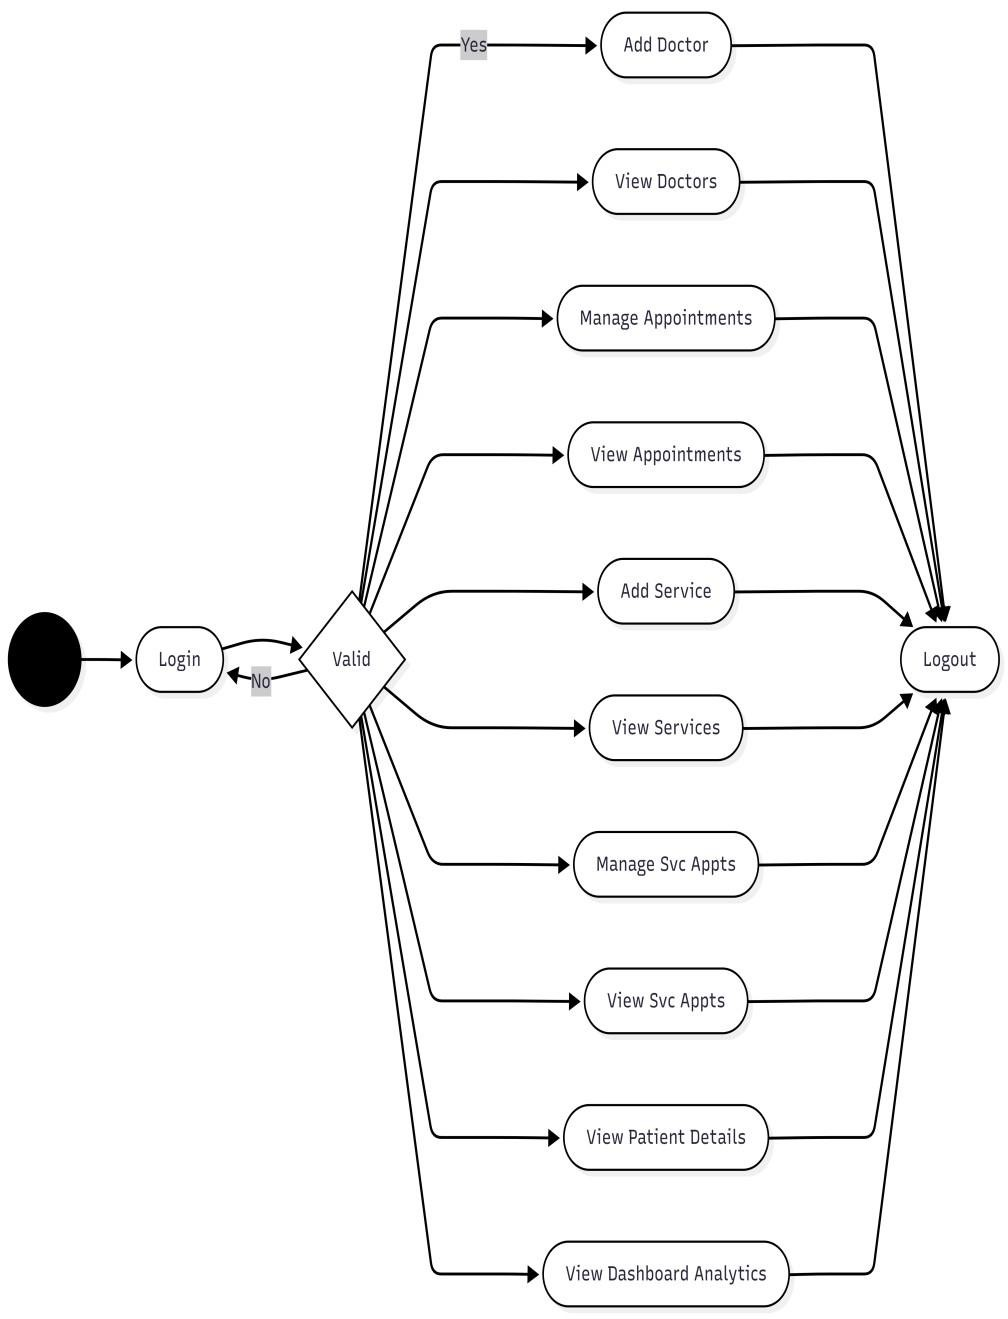 Yes
Add Doctor
View Doctors
Manage Appointments
View Appointments
Add Service
Login
No
Valid
Logout
View Services
Manage Svc Appts
View Svc Appts
View Patient Details
View Dashboard Analytics